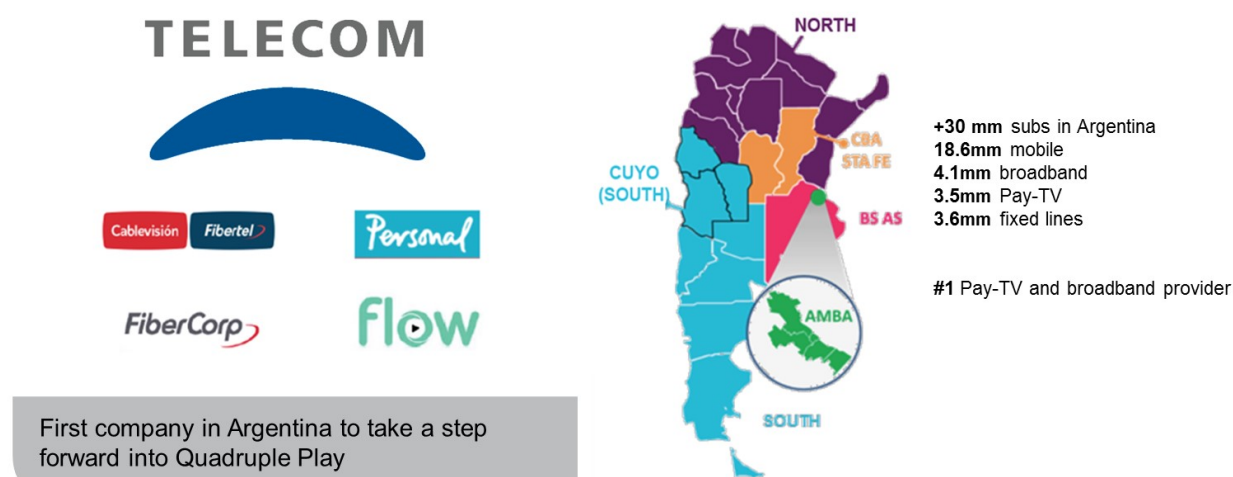 TELECOM
Cablevisión Fibertel
Personal
FiberCorp
flow
First company in Argentina to take a step
forward into Quadruple Play
NORTH
CBA
STA FE
CUYO
(SOUTH)
BS AS
AMBA
SOUTH
+30 mm subs in Argentina
18.6mm mobile
4.1mm broadband
3.5mm Pay-TV
3.6mm fixed lines
#1 Pay-TV and broadband provider